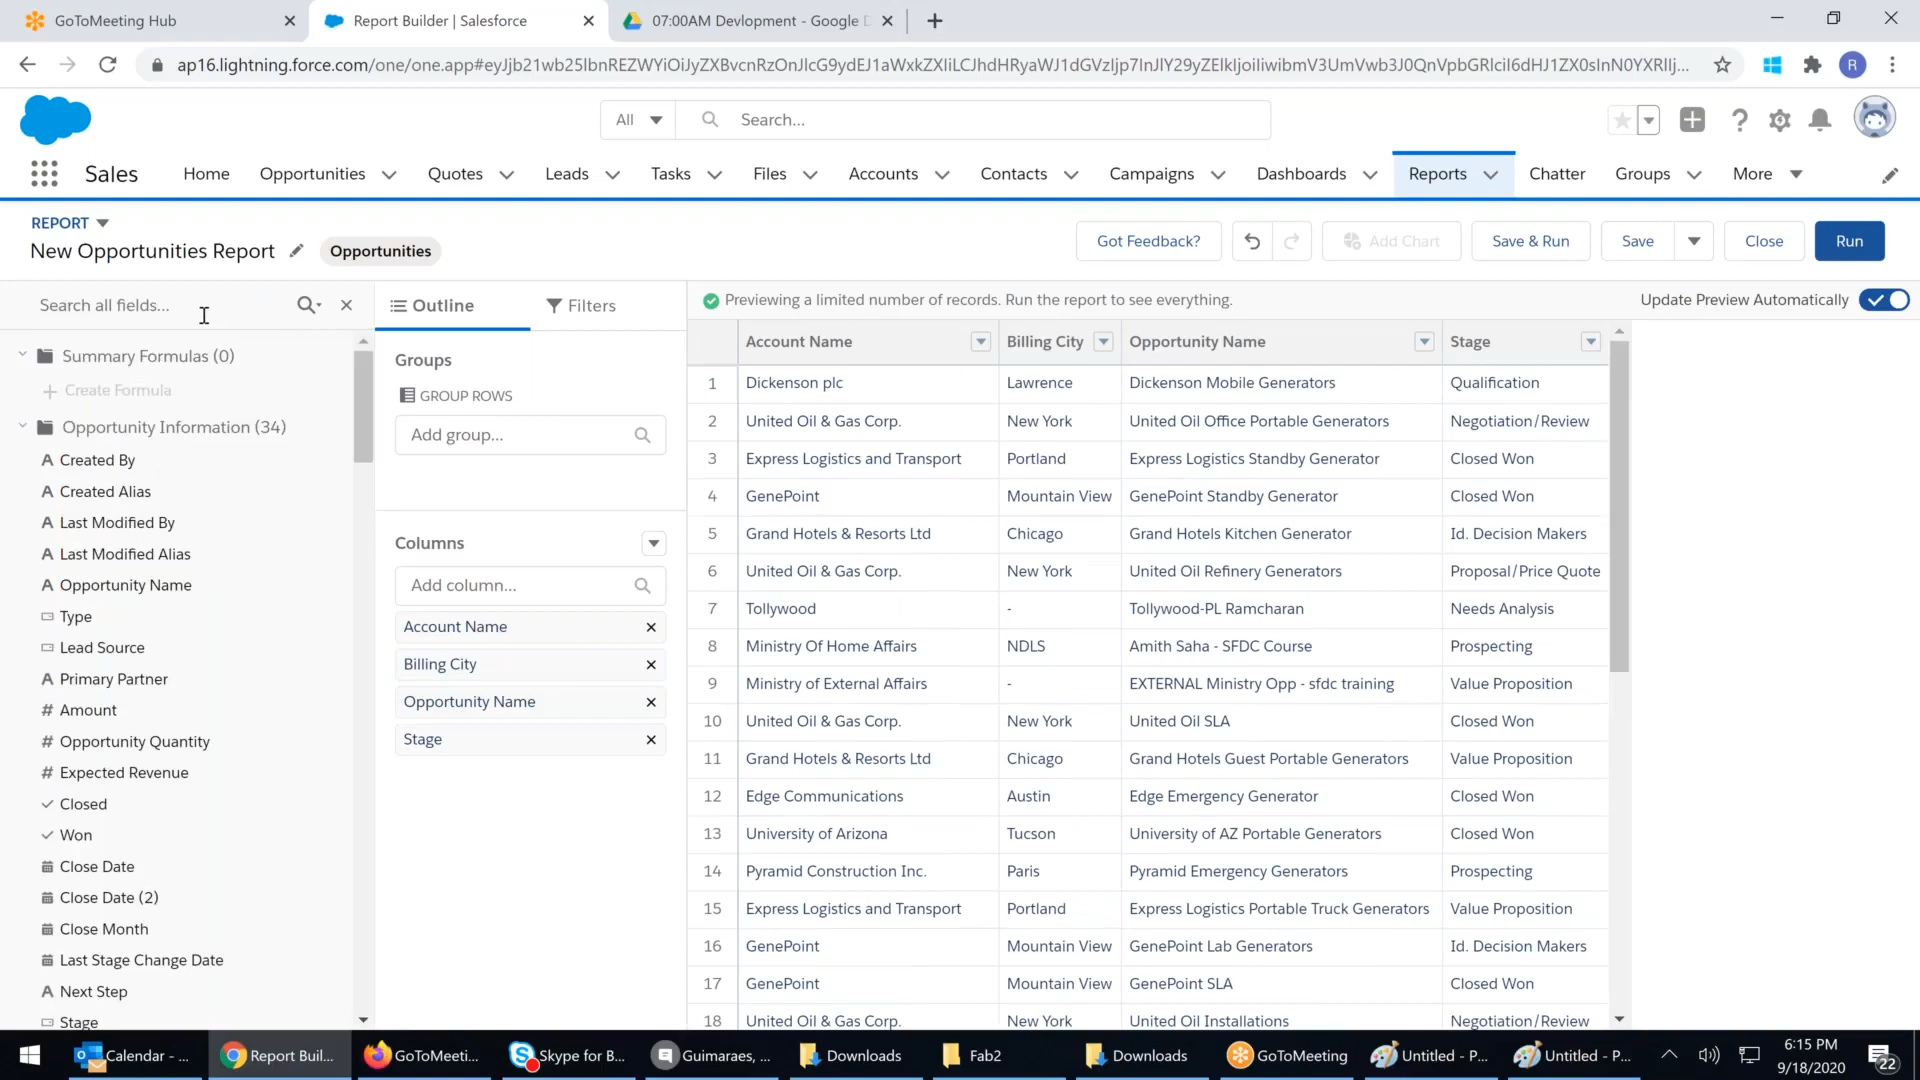 GoToMeeting Hub
Report Builder | Salesforce
07:00AM Devlopment - Google D
All
Search...
Sales
Home
Opportunities
Quotes
Leads
Tasks
Files
Accounts
Contacts
Campaigns
Dashboards
Reports
Chatter
Groups
More
REPORT
New Opportunities Report
Opportunities
Got Feedback?
Add Chart
Save & Run
Save
Close
Run
Search all fields...
Summary Formulas (0)
Create Formula
Opportunity Information (34)
Created By
Created Alias
Last Modified By
Last Modified Alias
Opportunity Name
Type
Lead Source
Primary Partner
Amount
Opportunity Quantity
Expected Revenue
Closed
Won
Close Date
Close Date (2)
Close Month
Last Stage Change Date
Next Step
Stage
Outline
Filters
Groups
GROUP ROWS
Add group...
Columns
Add column...
Account Name
Billing City
Opportunity Name
Stage
Previewing a limited number of records. Run the report to see everything.
Update Preview Automatically
Account Name Billing City Opportunity Name Stage
1 Dickenson plc Lawrence Dickenson Mobile Generators Qualification
2 United Oil & Gas Corp. New York United Oil Office Portable Generators Negotiation/Review
3 Express Logistics and Transport Portland Express Logistics Standby Generator Closed Won
4 GenePoint Mountain View GenePoint Standby Generator Closed Won
5 Grand Hotels & Resorts Ltd Chicago Grand Hotels Kitchen Generator Id. Decision Makers
6 United Oil & Gas Corp. New York United Oil Refinery Generators Proposal/Price Quote
7 Tollywood - Tollywood-PL Ramcharan Needs Analysis
8 Ministry Of Home Affairs NDLS Amith Saha - SFDC Course Prospecting
9 Ministry of External Affairs - EXTERNAL Ministry Opp - sfdc training Value Proposition
10 United Oil & Gas Corp. New York United Oil SLA Closed Won
11 Grand Hotels & Resorts Ltd Chicago Grand Hotels Guest Portable Generators Value Proposition
12 Edge Communications Austin Edge Emergency Generator Closed Won
13 University of Arizona Tucson University of AZ Portable Generators Closed Won
14 Pyramid Construction Inc. Paris Pyramid Emergency Generators Prospecting
15 Express Logistics and Transport Portland Express Logistics Portable Truck Generators Value Proposition
16 GenePoint Mountain View GenePoint Lab Generators Id. Decision Makers
17 GenePoint Mountain View GenePoint SLA Closed Won
18 United Oil & Gas Corp. New York United Oil Installations Negotiation/Review
Calendar - ...
Report Buil...
GoToMeeti...
Skype for B...
Guimaraes, ...
Downloads
Fab2
Downloads
GoToMeeting
Untitled - P...
Untitled - P...
6:15 PM
9/18/2020
22